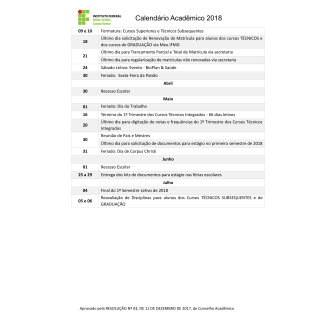 INSTITUTO FEDERAL
Calendário Acadêmico 2018
09 e 10 Formatura: Cursos Superiores e Técnicos Subsequentes
18 Último dia solicitação de Renovação de Matrícula para alunos dos cursos TÉCNICOS e
dos cursos de GRADUAÇÃO via Meu IFMG
21 Último dia para Trancamento Parcial e Total de Matrícula via secretaria
Último dia para regularização de matrículas não renovadas via secretaria
24 Sábado Letivo: Evento - BioPlan & Saúde
30 Feriado: Sexta-Feira da Paixão
Abril
30 Recesso Escolar
Maio
01 Feriado: Dia do Trabalho
16 Término do 1º Trimestre dos Cursos Técnicos Integrados - 66 dias letivos
20 Último dia para digitação de notas e frequências do 1º Trimestre dos Cursos Técnicos
Integrados
30 Reunião de Pais e Mestres
Último dia para solicitação de documentos para estágio no primeiro semestre de 2018
31 Feriado: Dia de Corpus Christi
Junho
01 Recesso Escolar
25 a 29 Entrega dos kits de documentos para estágio nas férias escolares
Julho
04 Final do 1º Semestre Letivo de 2018
05 e 06 Reavaliação de Disciplinas para alunos dos Cursos TÉCNICOS SUBSEQUENTES e de
GRADUAÇÃO
Aprovado pela RESOLUÇÃO Nº 03, DE 11 DE DEZEMBRO DE 2017, do Conselho Acadêmico